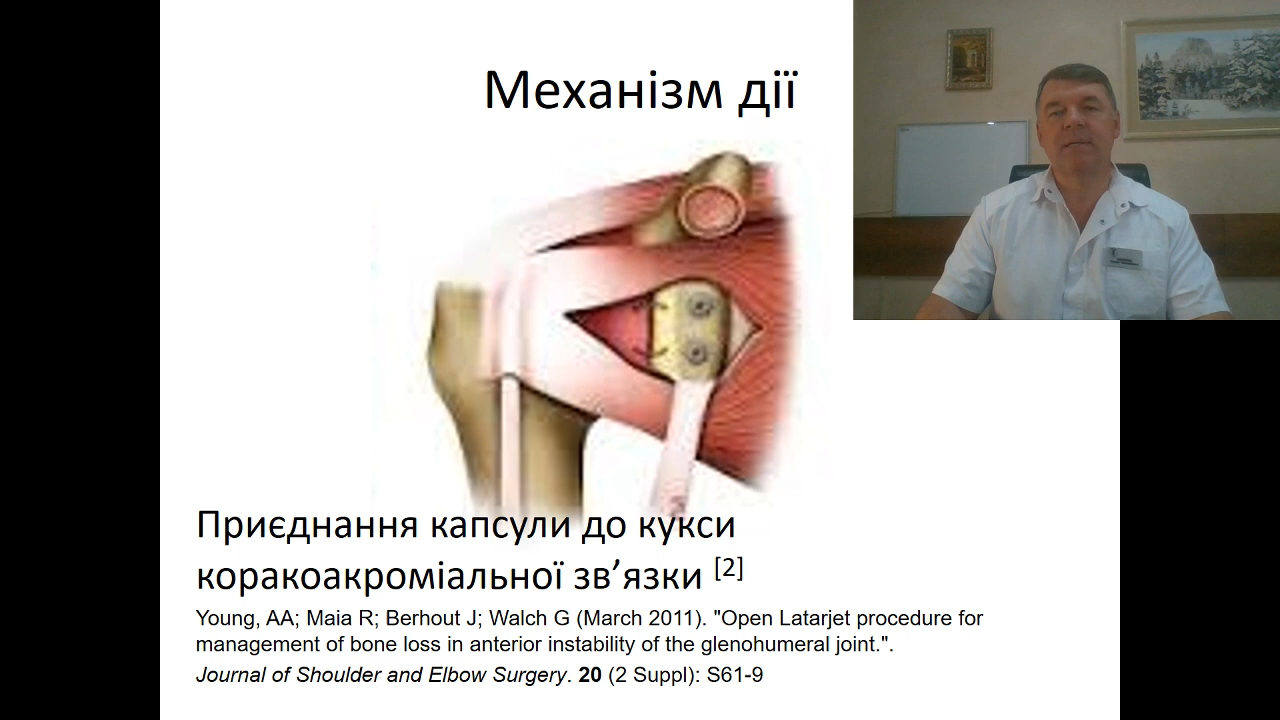 Механізм дії
Приєднання капсули до кукси
коракоакроміальної зв’язки [2]
Young, AA; Maia R; Berhout J; Walch G (March 2011). "Open Latarjet procedure for
management of bone loss in anterior instability of the glenohumeral joint.".
Journal of Shoulder and Elbow Surgery. 20 (2 Suppl): S61-9